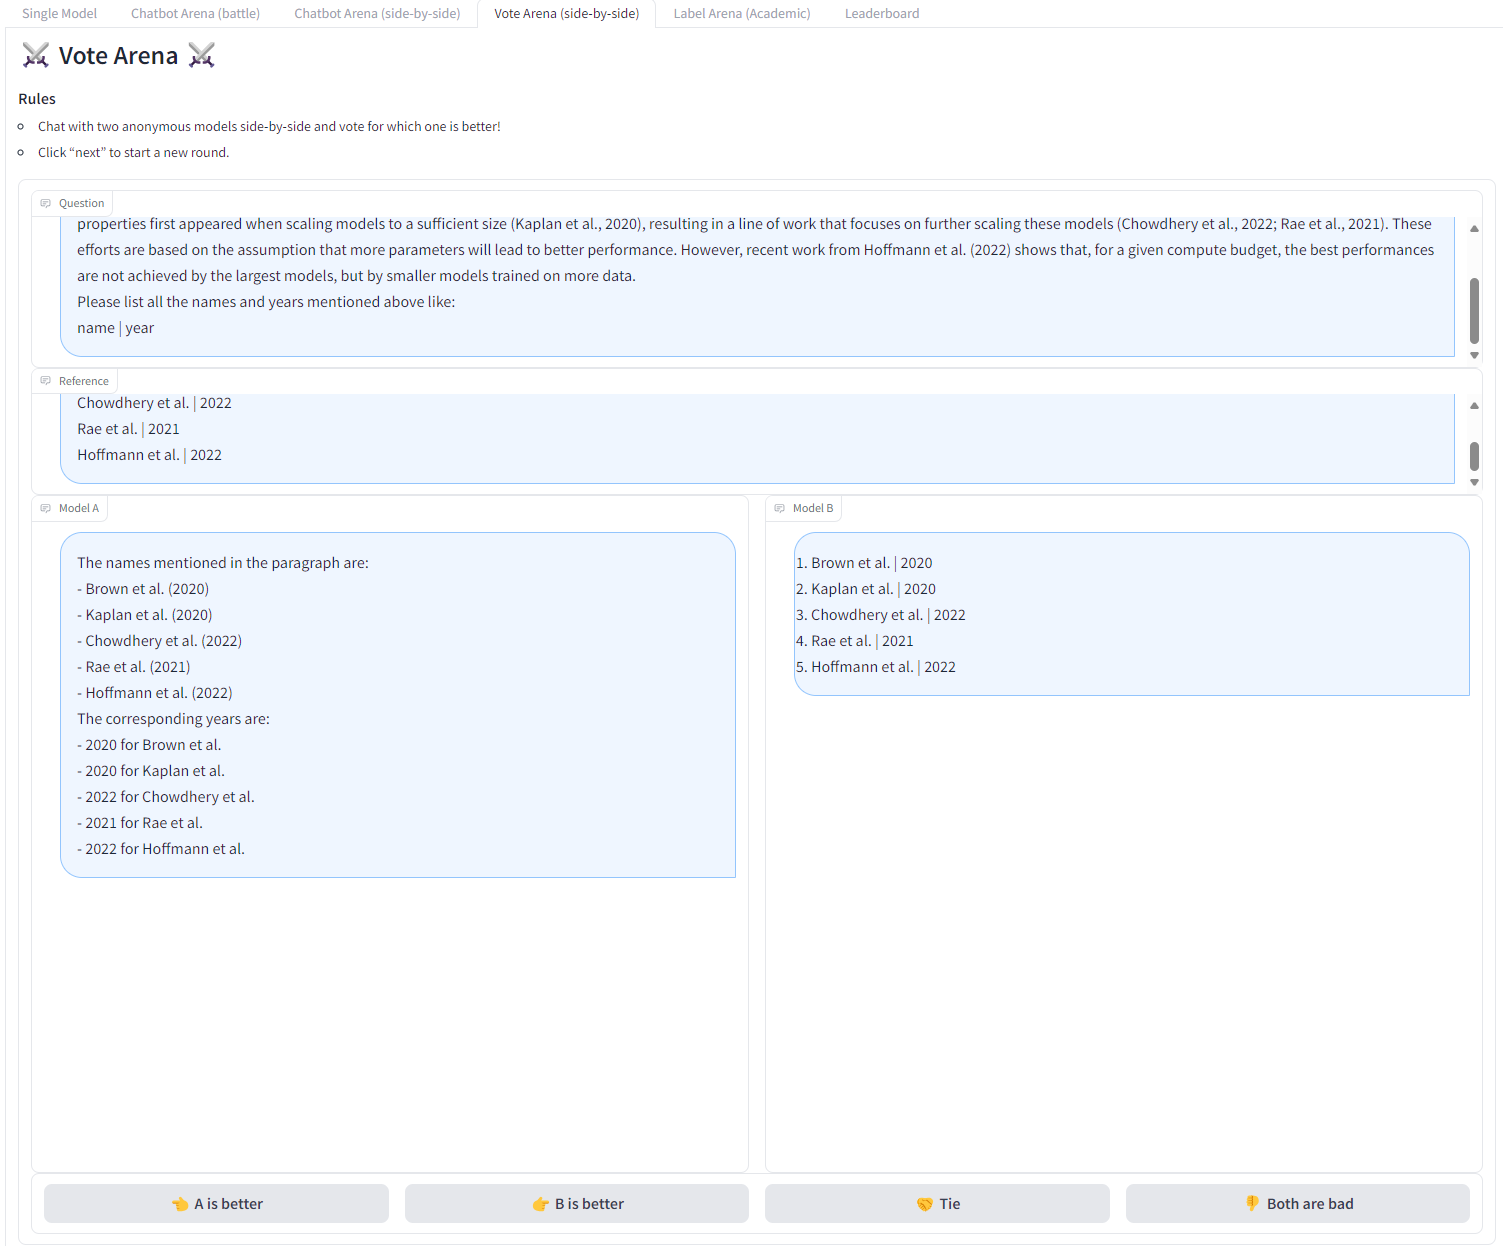 Single Model
Chatbot Arena (battle)
Chatbot Arena (side-by-side)
Vote Arena (side-by-side)
Label Arena (Academic)
Leaderboard
⚔️ Vote Arena ⚔️
Rules
Chat with two anonymous models side-by-side and vote for which one is better!
Click “next” to start a new round.
Question
properties first appeared when scaling models to a sufficient size (Kaplan et al., 2020), resulting in a line of work that focuses on further scaling these models (Chowdhery et al., 2022; Rae et al., 2021). These
efforts are based on the assumption that more parameters will lead to better performance. However, recent work from Hoffmann et al. (2022) shows that, for a given compute budget, the best performances
are not achieved by the largest models, but by smaller models trained on more data.
Please list all the names and years mentioned above like:
name | year
Reference
Chowdhery et al. | 2022
Rae et al. | 2021
Hoffmann et al. | 2022
Model A
The names mentioned in the paragraph are:
- Brown et al. (2020)
- Kaplan et al. (2020)
- Chowdhery et al. (2022)
- Rae et al. (2021)
- Hoffmann et al. (2022)
The corresponding years are:
- 2020 for Brown et al.
- 2020 for Kaplan et al.
- 2022 for Chowdhery et al.
- 2021 for Rae et al.
- 2022 for Hoffmann et al.
Model B
1. Brown et al. | 2020
2. Kaplan et al. | 2020
3. Chowdhery et al. | 2022
4. Rae et al. | 2021
5. Hoffmann et al. | 2022
👈 A is better
👉 B is better
🤝 Tie
👎 Both are bad